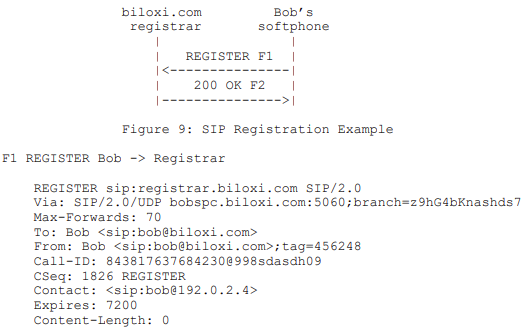 biloxi.com Bob's
registrar softphone
| |
| REGISTER F1 |
|<---------------|
| 200 OK F2 |
|--------------->|
Figure 9: SIP Registration Example
F1 REGISTER Bob -> Registrar
REGISTER sip:registrar.biloxi.com SIP/2.0
Via: SIP/2.0/UDP bobspc.biloxi.com:5060;branch=z9hG4bKnashds7
Max-Forwards: 70
To: Bob <sip:bob@biloxi.com>
From: Bob <sip:bob@biloxi.com>;tag=456248
Call-ID: 843817637684230@998sdasdh09
CSeq: 1826 REGISTER
Contact: <sip:bob@192.0.2.4>
Expires: 7200
Content-Length: 0